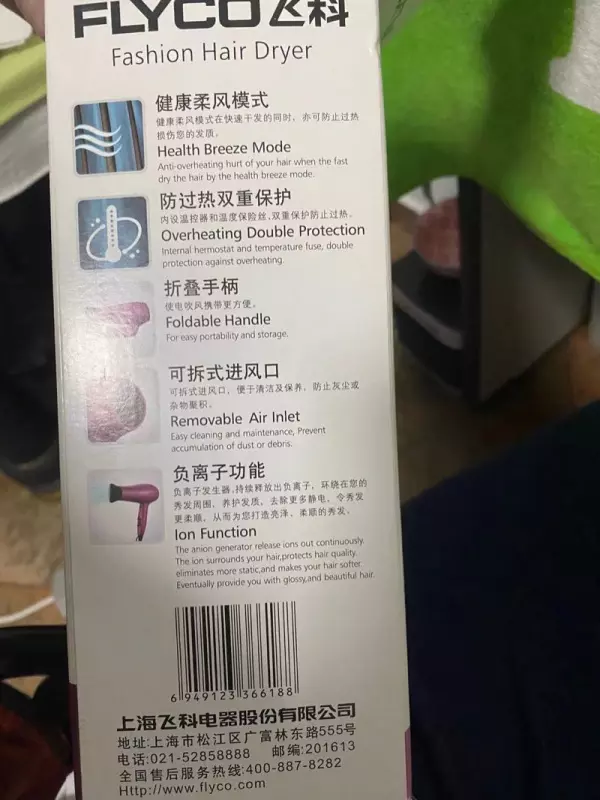 FLYCO飞科
Fashion Hair Dryer
健康柔风模式
健康柔风模式在快速干发的同时，亦可防止过热
损伤您的发质。
Health Breeze Mode
Anti-overheating hurt of your hair when the fast
dry the hair by the health breeze mode.
防过热双重保护
内设温控器和温度保险丝，双重保护防止过热。
Overheating Double Protection
Internal hermostat and temperature fuse, double
protection against overheating.
折叠手柄
使电吹风携带更方便。
Foldable Handle
For easy portability and storage.
可拆式进风口
可拆式进风口，便于清洁及保养，防止灰尘或
杂物聚积。
Removable Air Inlet
Easy cleaning and maintenance, Prevent
accumulation of dust or debris.
负离子功能
负离子发生器，持续释放出负离子，环绕在您的
秀发周围，养护发质，去除更多静电，令秀发
更柔顺，从而为您打造亮泽、柔顺的秀发。
Ion Function
The anion generator release ions out continuously.
The ion surrounds your hair,protects hair quality.
eliminates more static,and makes your hair softer.
Eventually provide you with glossy,and beautiful hair.
6 949123 366188
上海飞科电器股份有限公司
地址:上海市松江区广富林东路555号
电话:021-52858888 邮编:201613
全国售后服务热线:400-887-8282
Http://www.flyco.com